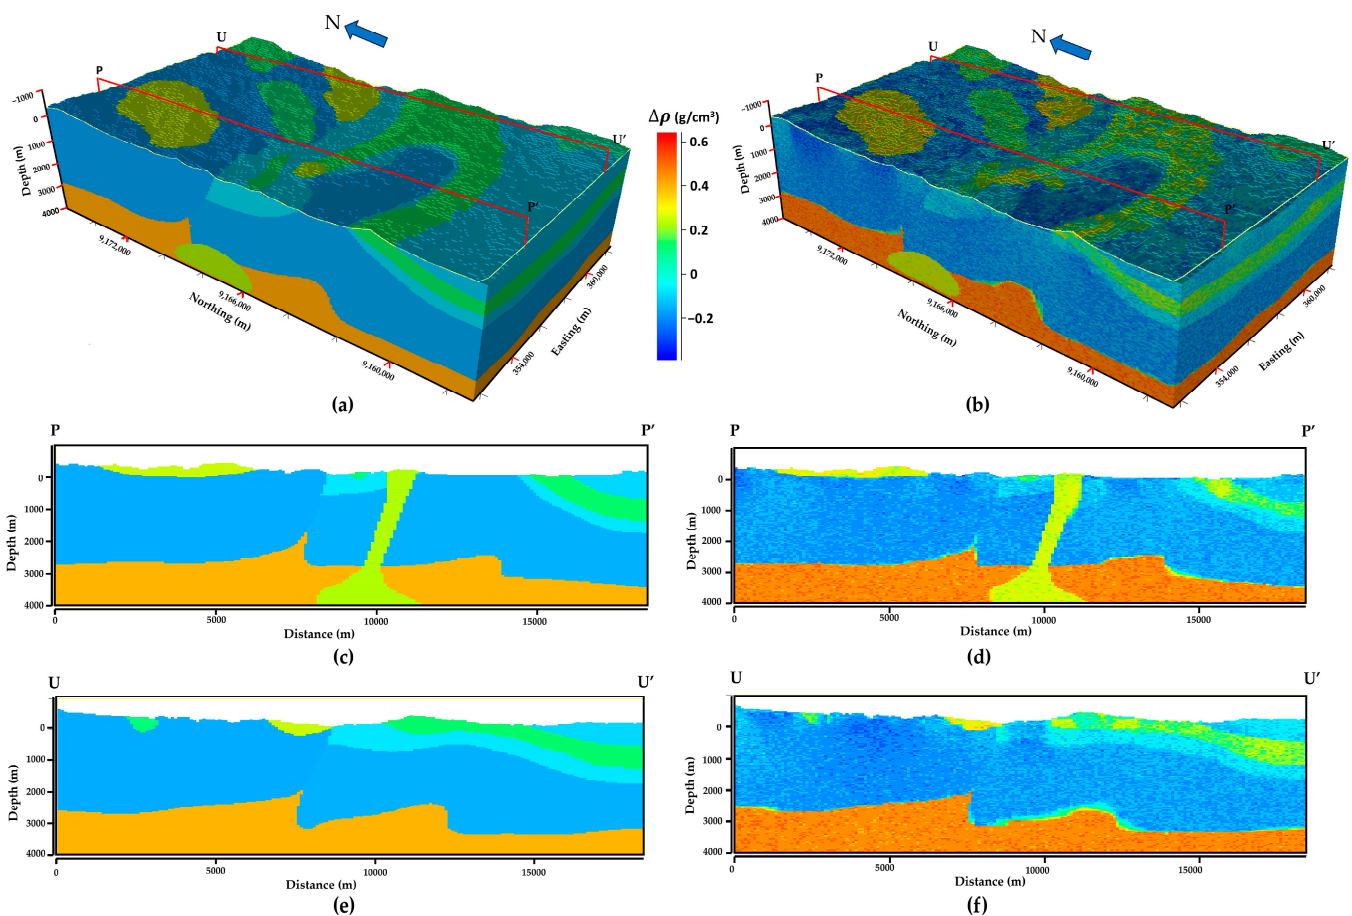 N
U
P
U′
P′
−1000
0
1000
2000
3000
4000
Depth (m)
9,172,000
9,166,000
9,160,000
Northing (m)
354,000
360,000
Easting (m)
(a)
Δρ (g/cm³)
0.6
0.4
0.2
0
−0.2
N
U
P
U′
P′
−1000
0
1000
2000
3000
4000
Depth (m)
9,172,000
9,166,000
9,160,000
Northing (m)
354,000
360,000
Easting (m)
(b)
P P′
0
1000
2000
3000
4000
Depth (m)
0 5000 10000 15000
Distance (m)
(c)
P P′
0
1000
2000
3000
4000
Depth (m)
0 5000 10000 15000
Distance (m)
(d)
U U′
0
1000
2000
3000
4000
Depth (m)
0 5000 10000 15000
Distance (m)
(e)
U U′
0
1000
2000
3000
4000
Depth (m)
0 5000 10000 15000
Distance (m)
(f)